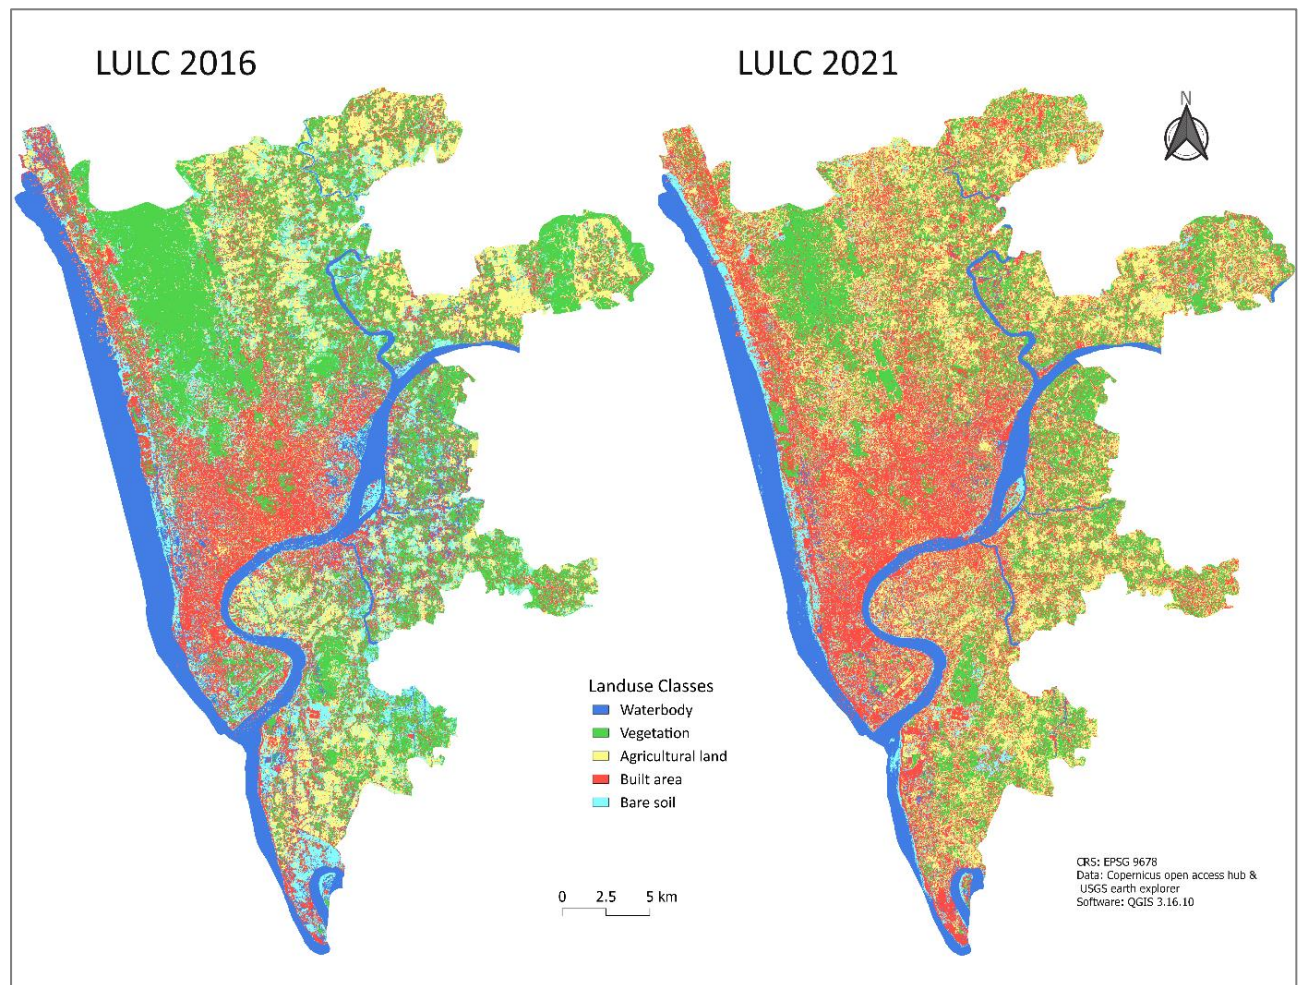 LULC 2016
LULC 2021
N
Landuse Classes
Waterbody
Vegetation
Agricultural land
Built area
Bare soil
0 2.5 5 km
CRS: EPSG 9678
Data: Copernicus open access hub &
USGS earth explorer
Software: QGIS 3.16.10